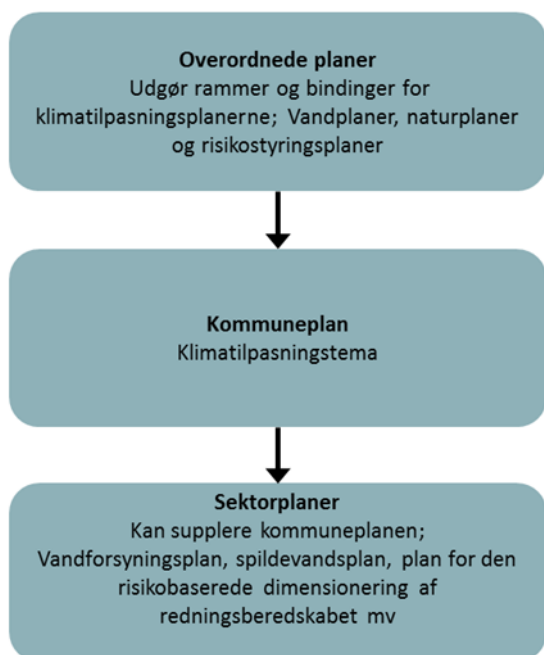 Overordnede planer
Udgør rammer og bindinger for
klimatilpasningsplanerne; Vandplaner, naturplaner
og risikostyringsplaner
Kommuneplan
Klimatilpasningstema
Sektorplaner
Kan supplere kommuneplanen;
Vandforsyningsplan, spildevandsplan, plan for den
risikobaserede dimensionering af
redningsberedskabet mv